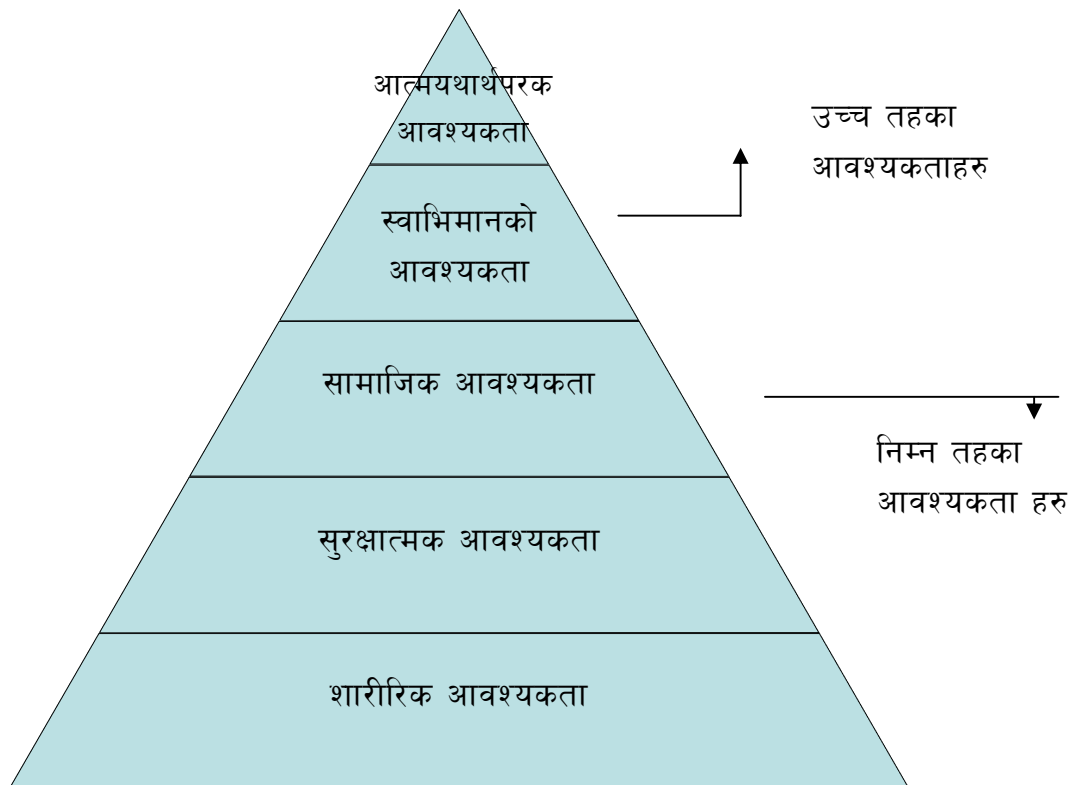 आत्मयथार्थपरक
आवश्यकता
उच्च तहका
आवश्यकताहरु
स्वाभिमानको
आवश्यकता
सामाजिक आवश्यकता
निम्न तहका
आवश्यकता हरु
सुरक्षात्मक आवश्यकता
शारीरिक आवश्यकता